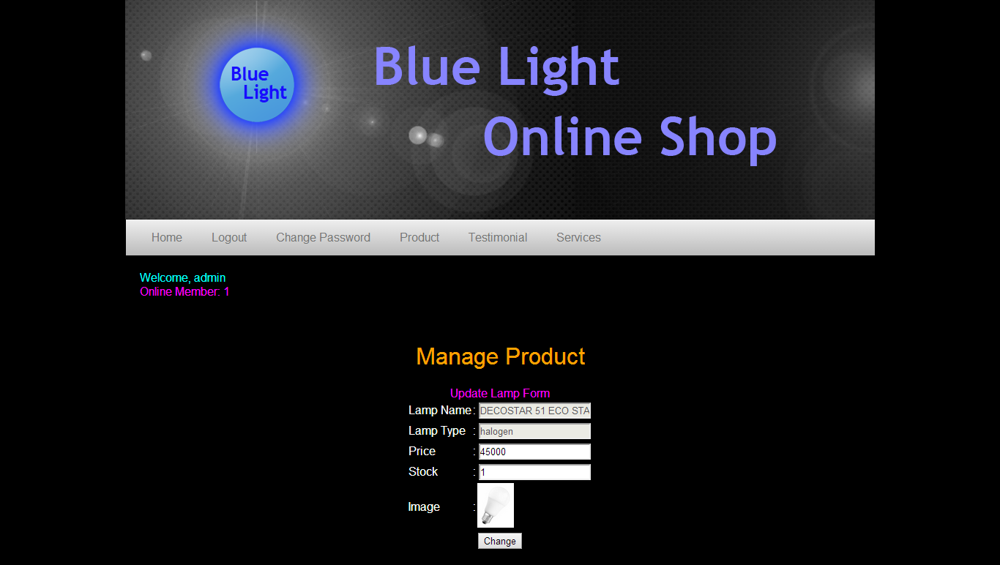 Blue
Light
Blue Light
Online Shop
Home Logout Change Password Product Testimonial Services
Welcome, admin
Online Member: 1
Manage Product
Update Lamp Form
Lamp Name : DECOSTAR 51 ECO STA
Lamp Type : halogen
Price : 45000
Stock : 1
Image :
Change